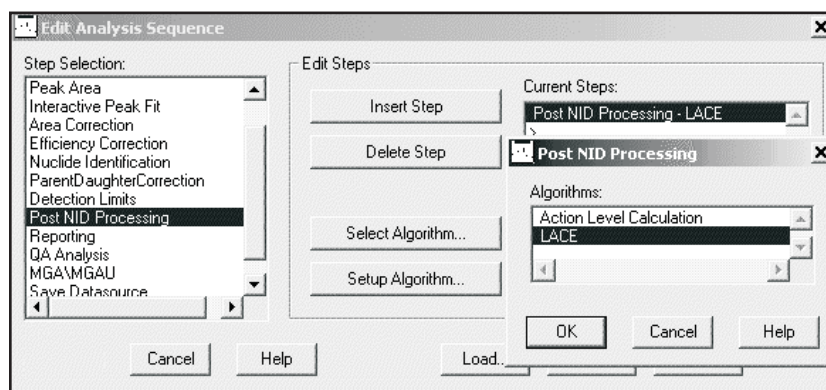 Edit Analysis Sequence
Step Selection:
Peak Area
Interactive Peak Fit
Area Correction
Efficiency Correction
Nuclide Identification
ParentDaughterCorrection
Detection Limits
Post NID Processing
Reporting
QA Analysis
MGA\MGAU
Save Datasource
Edit Steps
Insert Step
Delete Step
Select Algorithm...
Setup Algorithm...
Current Steps:
Post NID Processing - LACE
>
Post NID Processing
Algorithms:
Action Level Calculation
LACE
OK
Cancel
Help
Cancel
Help
Load..